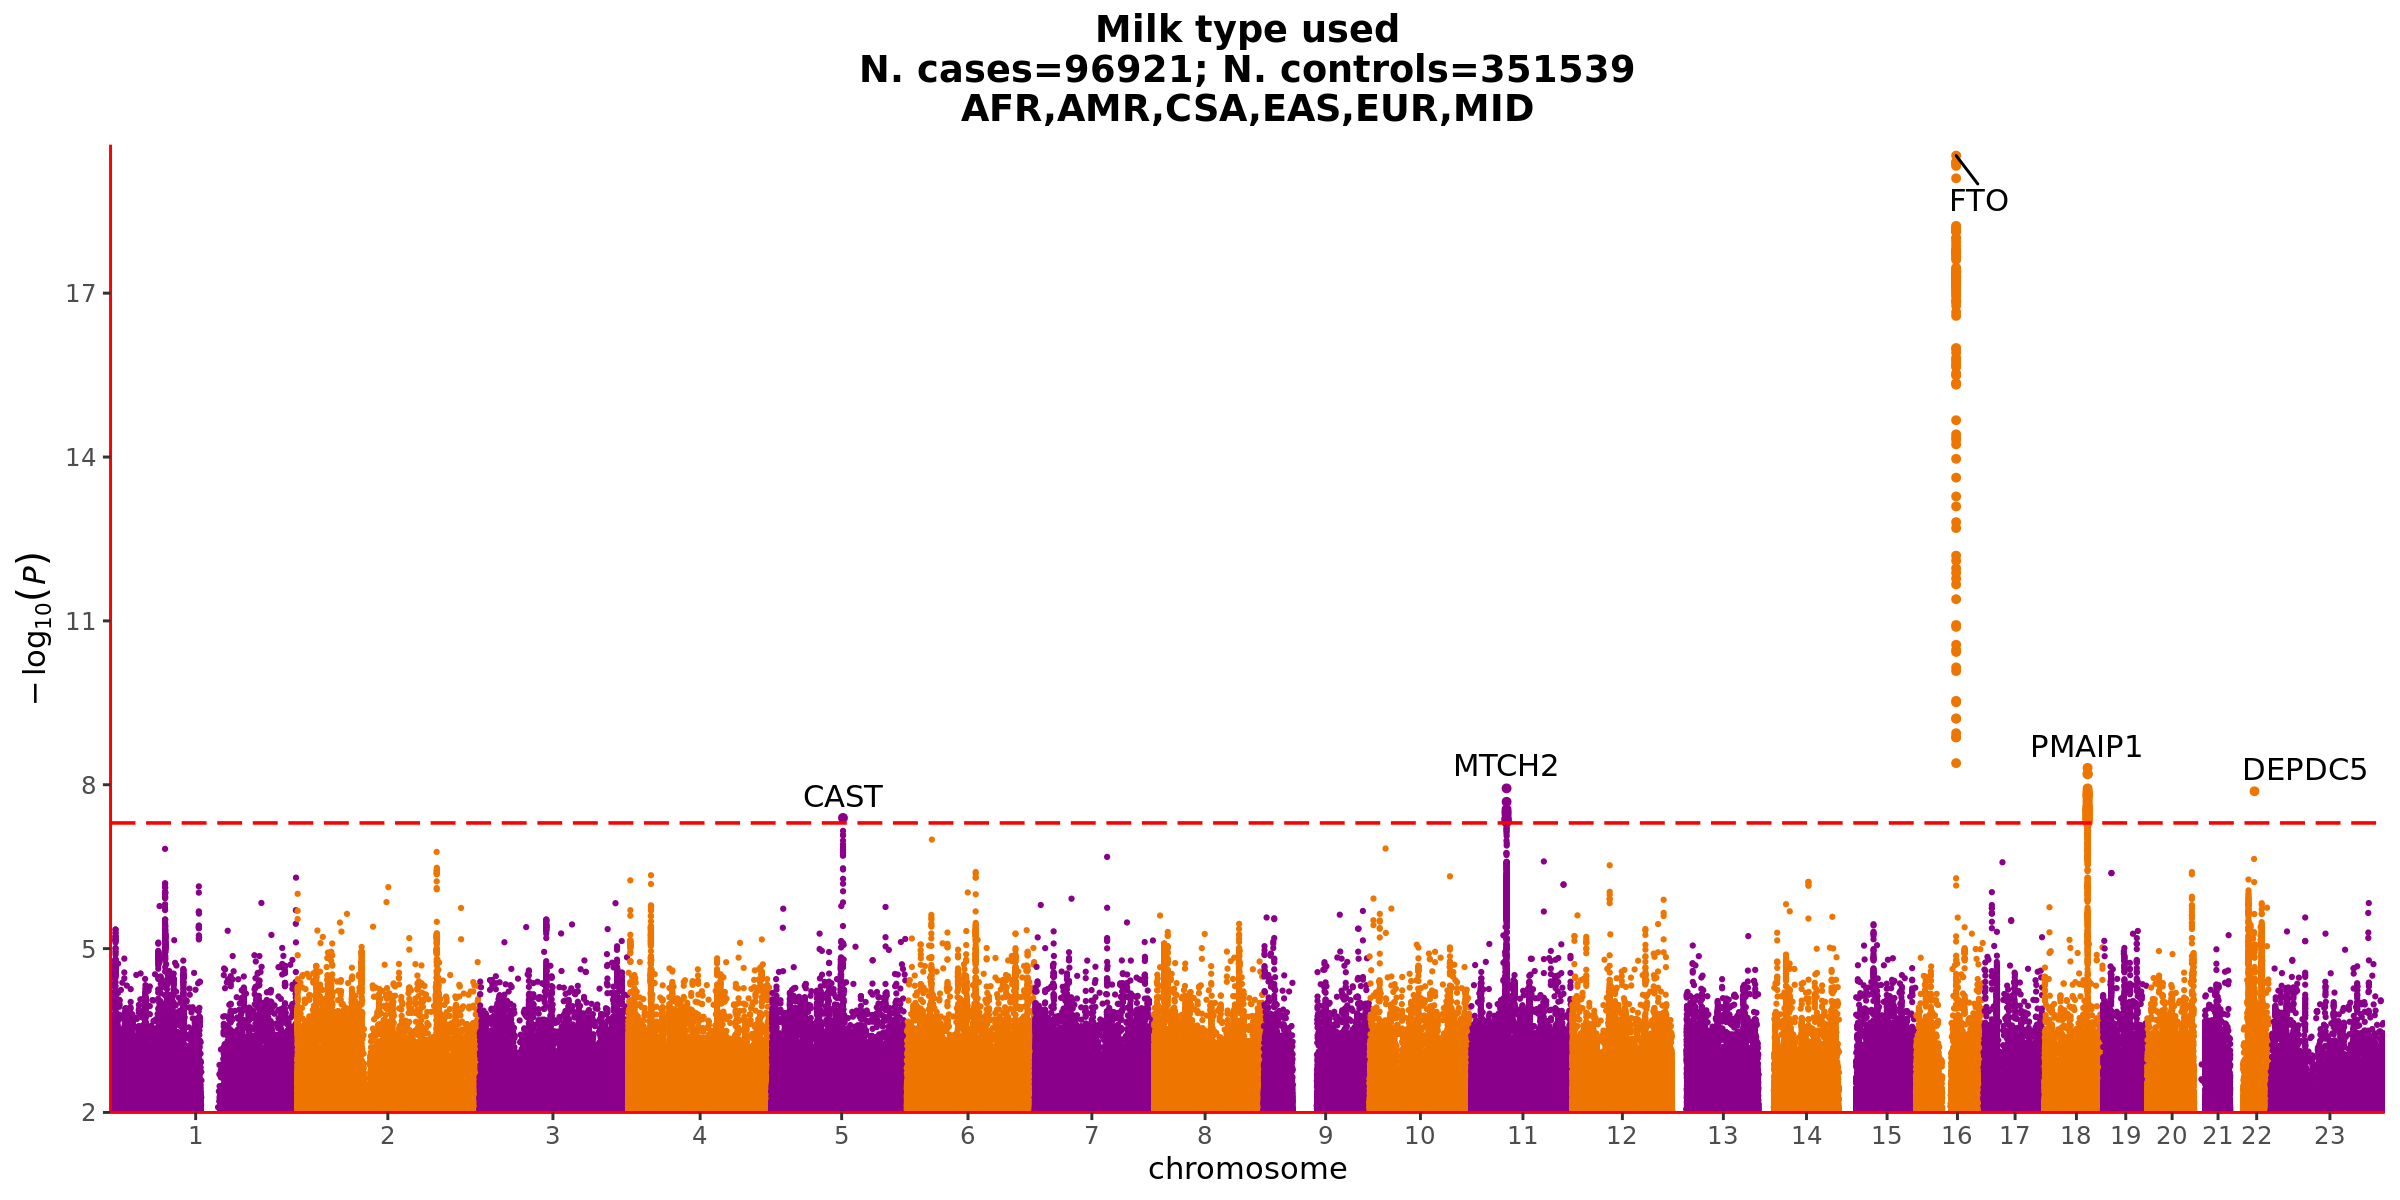 Milk type used
N. cases=96921; N. controls=351539
AFR,AMR,CSA,EAS,EUR,MID
FTO
17
14
−log10(P)
11
PMAIP1
MTCH2
DEPDC5
8
CAST
5
2
1 2 3 4 5 6 7 8 9 10 11 12 13 14 15 16 17 18 19 20 21 22 23
chromosome